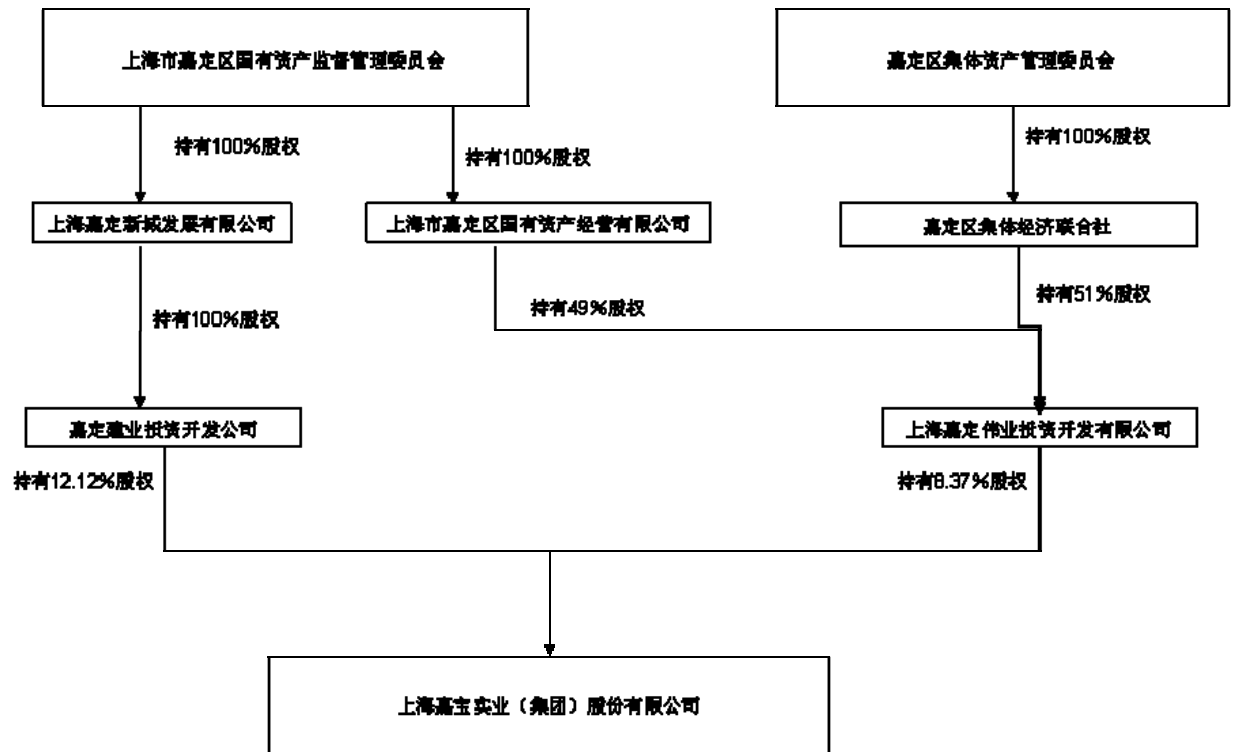 上海市嘉定区国有资产监督管理委员会
嘉定区集体资产管理委员会
持有100%股权
持有100%股权
持有100%股权
上海嘉定新城发展有限公司
上海市嘉定区国有资产经营有限公司
嘉定区集体经济联合社
持有100%股权
持有49%股权
持有51%股权
嘉定建业投资开发公司
上海嘉定伟业投资开发有限公司
持有12.12%股权
持有8.37%股权
上海嘉宝实业（集团）股份有限公司